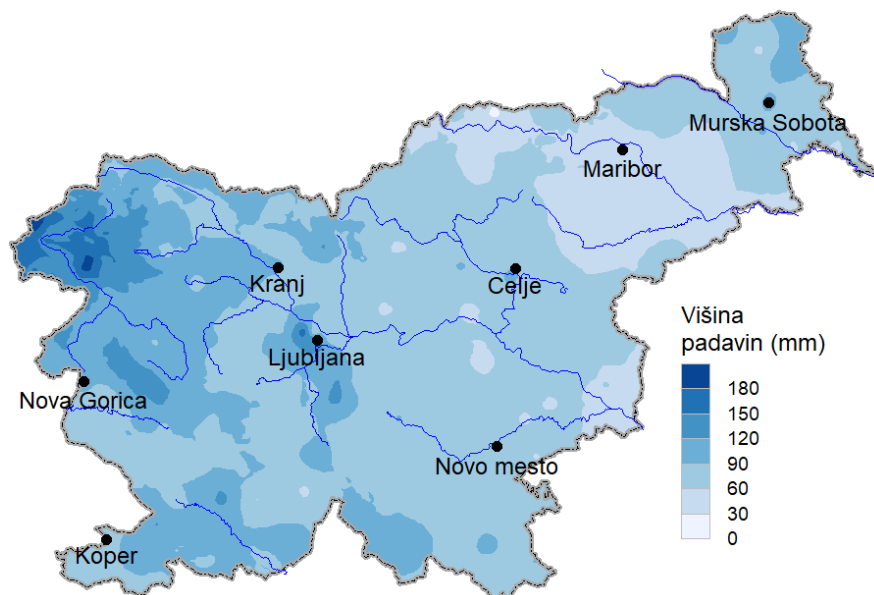 Murska Sobota
Maribor
Kranj
Celje
Ljubljana
Nova Gorica
Novo mesto
Koper
Višina
padavin (mm)
180
150
120
90
60
30
0